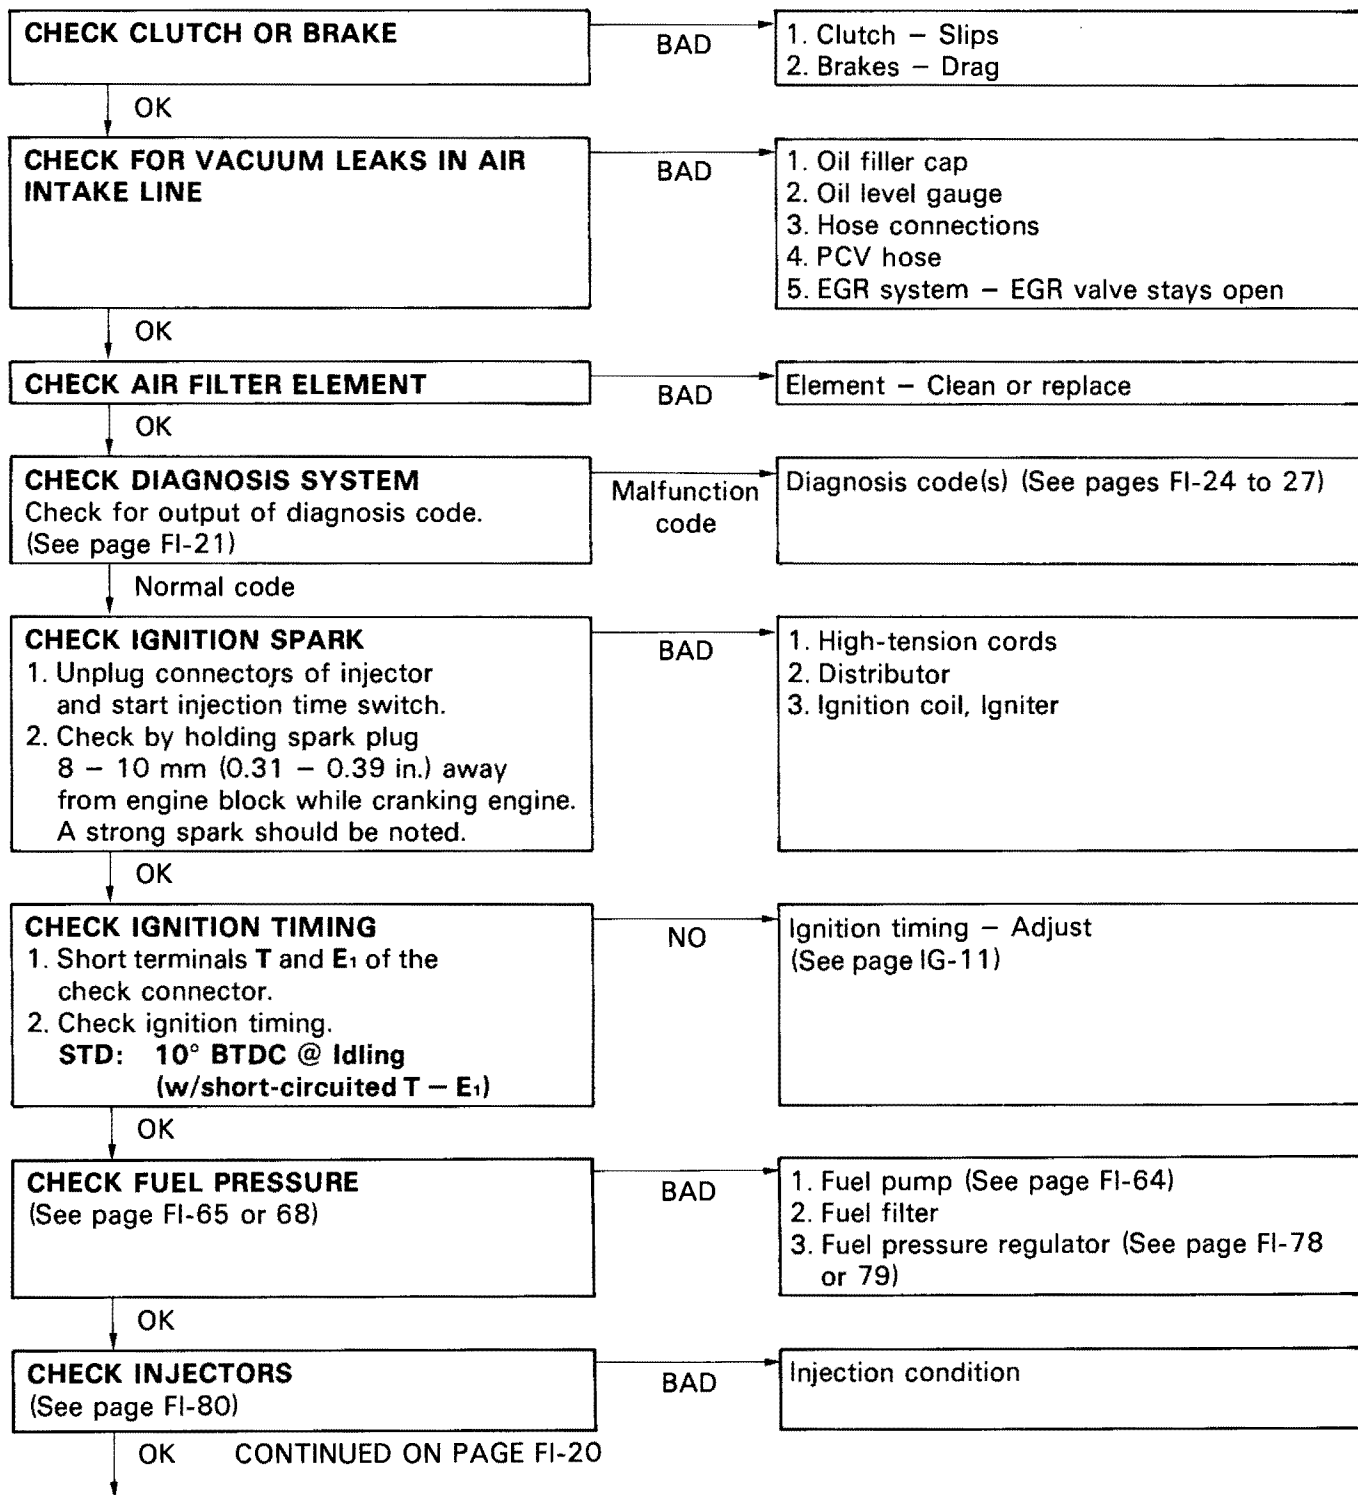 CHECK CLUTCH OR BRAKE
BAD
1. Clutch – Slips
2. Brakes – Drag
OK
CHECK FOR VACUUM LEAKS IN AIR
INTAKE LINE
BAD
1. Oil filler cap
2. Oil level gauge
3. Hose connections
4. PCV hose
5. EGR system – EGR valve stays open
OK
CHECK AIR FILTER ELEMENT
BAD
Element – Clean or replace
OK
CHECK DIAGNOSIS SYSTEM
Check for output of diagnosis code.
(See page FI-21)
Malfunction
code
Diagnosis code(s) (See pages FI-24 to 27)
Normal code
CHECK IGNITION SPARK
1. Unplug connectors of injector
and start injection time switch.
2. Check by holding spark plug
8 – 10 mm (0.31 – 0.39 in.) away
from engine block while cranking engine.
A strong spark should be noted.
BAD
1. High-tension cords
2. Distributor
3. Ignition coil, Igniter
OK
CHECK IGNITION TIMING
1. Short terminals T and E₁ of the
check connector.
2. Check ignition timing.
STD: 10° BTDC @ Idling
(w/short-circuited T – E₁)
NO
Ignition timing – Adjust
(See page IG-11)
OK
CHECK FUEL PRESSURE
(See page FI-65 or 68)
BAD
1. Fuel pump (See page FI-64)
2. Fuel filter
3. Fuel pressure regulator (See page FI-78
or 79)
OK
CHECK INJECTORS
(See page FI-80)
BAD
Injection condition
OK CONTINUED ON PAGE FI-20